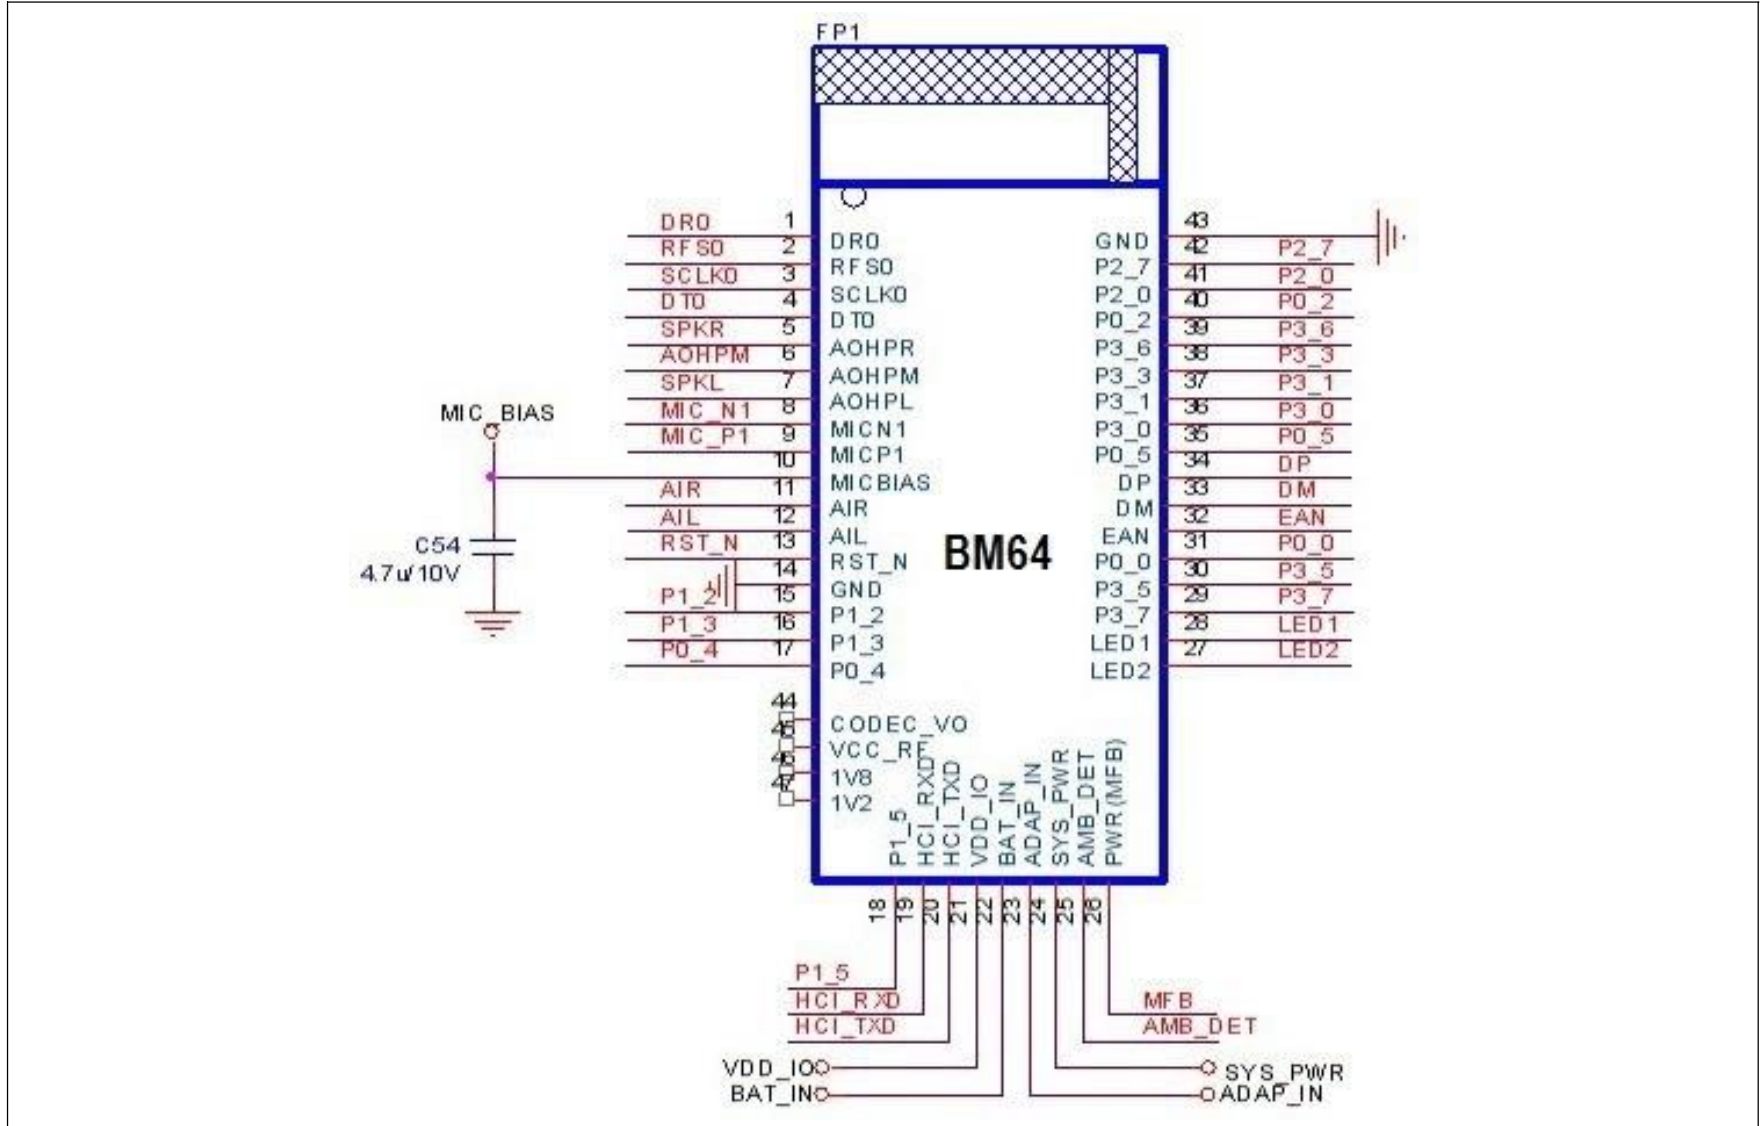 FP1
DR0 1 DR0
RFS0 2 RFS0
SCLK0 3 SCLK0
DT0 4 DT0
SPKR 5 AOHPR
AOHPM 6 AOHPM
SPKL 7 AOHPL
MIC_N1 8 MICN1
MIC_P1 9 MICP1
MIC_BIAS
10 MICBIAS
AIR 11 AIR
AIL 12 AIL
RST_N 13 RST_N
14 GND
P1_2 15 P1_2
P1_3 16 P1_3
P0_4 17 P0_4
C54
4.7u/10V
BM64
GND 43
P2_7 42 P2_7
P2_0 41 P2_0
P0_2 40 P0_2
P3_6 39 P3_6
P3_3 38 P3_3
P3_1 37 P3_1
P3_0 36 P3_0
P0_5 35 P0_5
DP 34 DP
DM 33 DM
EAN 32 EAN
P0_0 31 P0_0
P3_5 30 P3_5
P3_7 29 P3_7
LED1 28 LED1
LED2 27 LED2
44 CODEC_VO
45 VCC_RF
46 1V8
47 1V2
P1_5
HCI_RXD
HCI_TXD
VDD_IO
BAT_IN
ADAP_IN
SYS_PWR
AMB_DET
PWR(MFB)
18
19
20
21
22
23
24
25
26
P1_5
HCI_RXD
HCI_TXD
VDD_IO
BAT_IN
MFB
AMB_DET
SYS_PWR
ADAP_IN